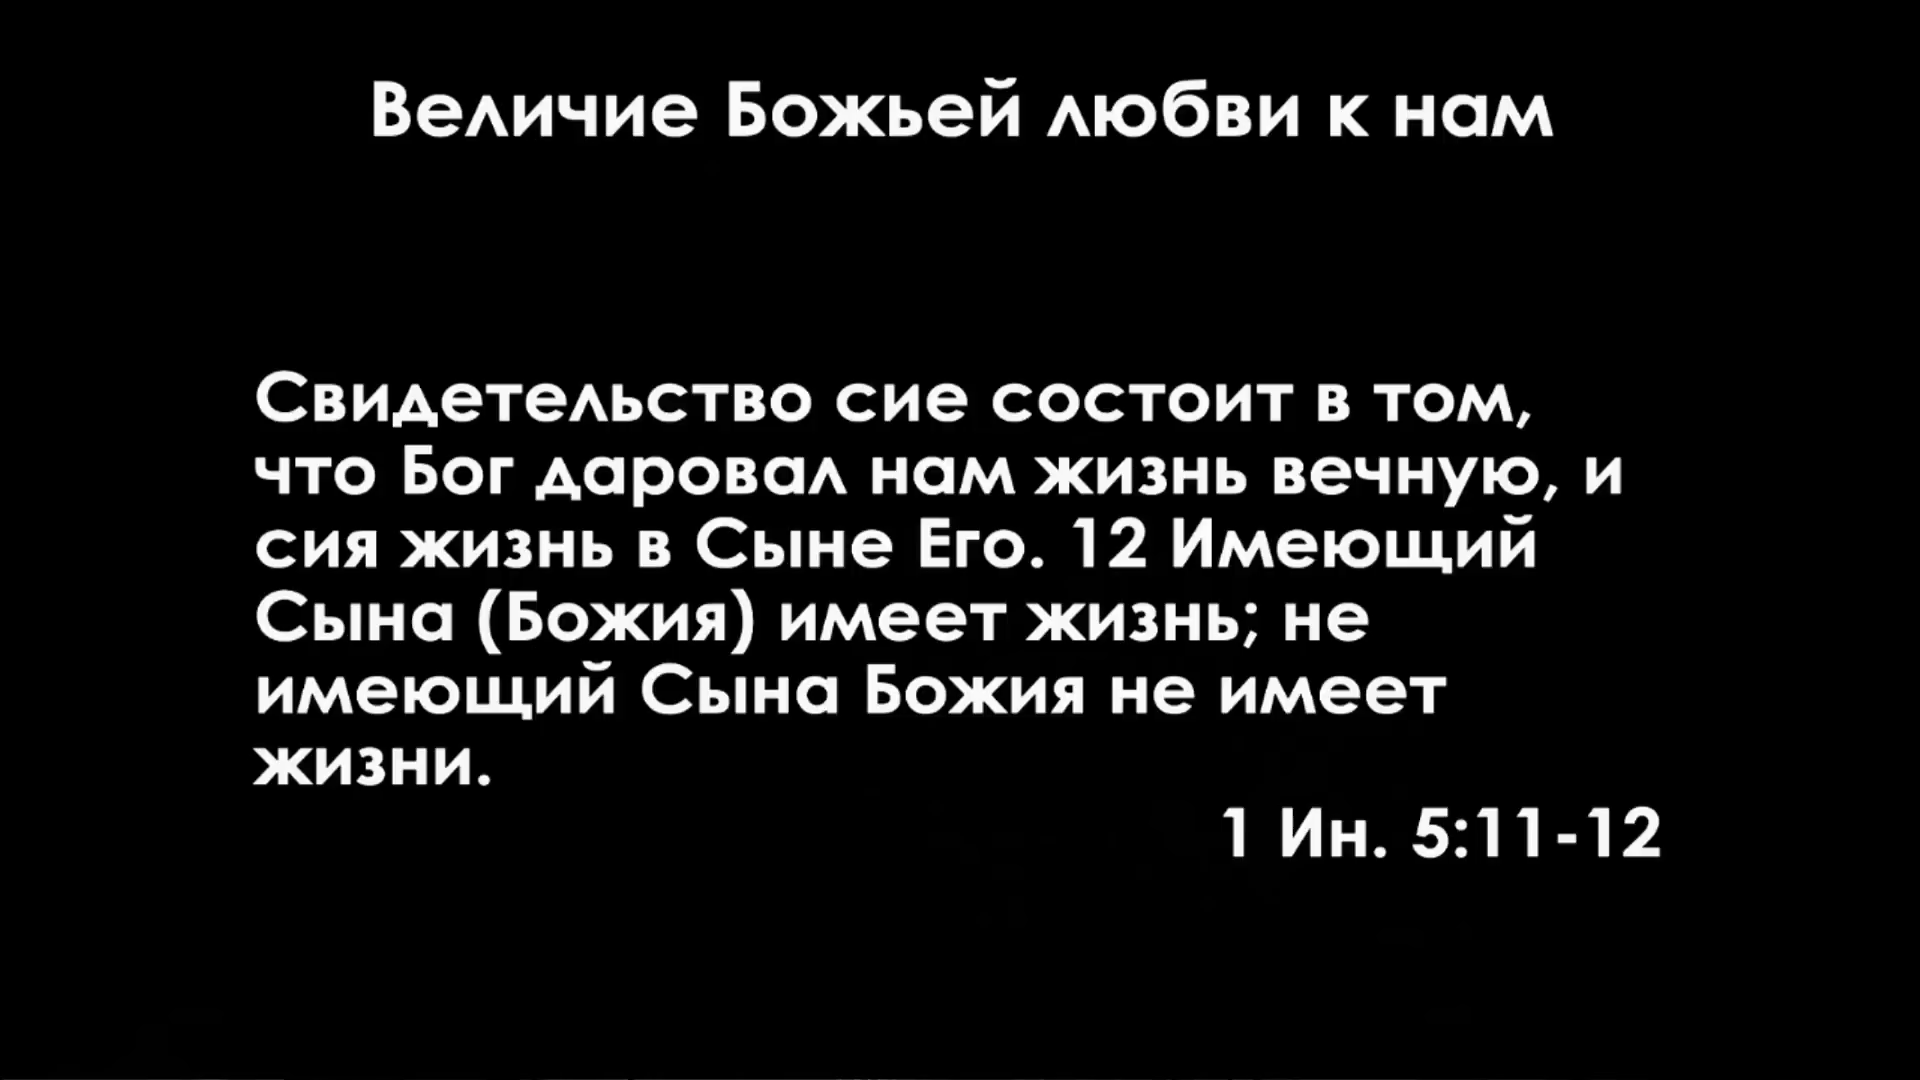 Величие Божьей любви к нам
Свидетельство сие состоит в том,
что Бог даровал нам жизнь вечную, и
сия жизнь в Сыне Его. 12 Имеющий
Сына (Божия) имеет жизнь; не
имеющий Сына Божия не имеет
жизни.
1 Ин. 5:11-12